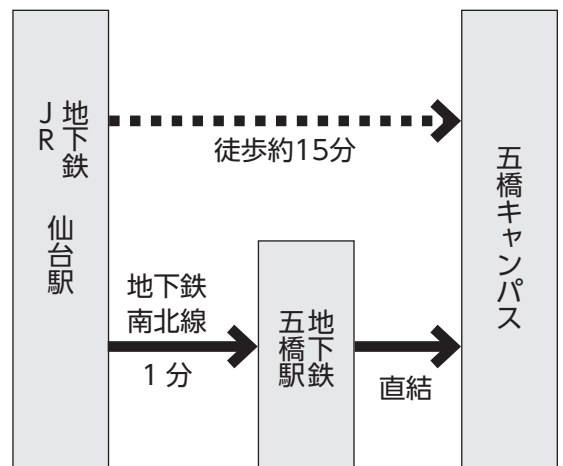 地下鉄
JR
仙台駅
徒歩約15分
地下鉄
南北線
1分
地下鉄
五橋駅
直結
五橋キャンパス